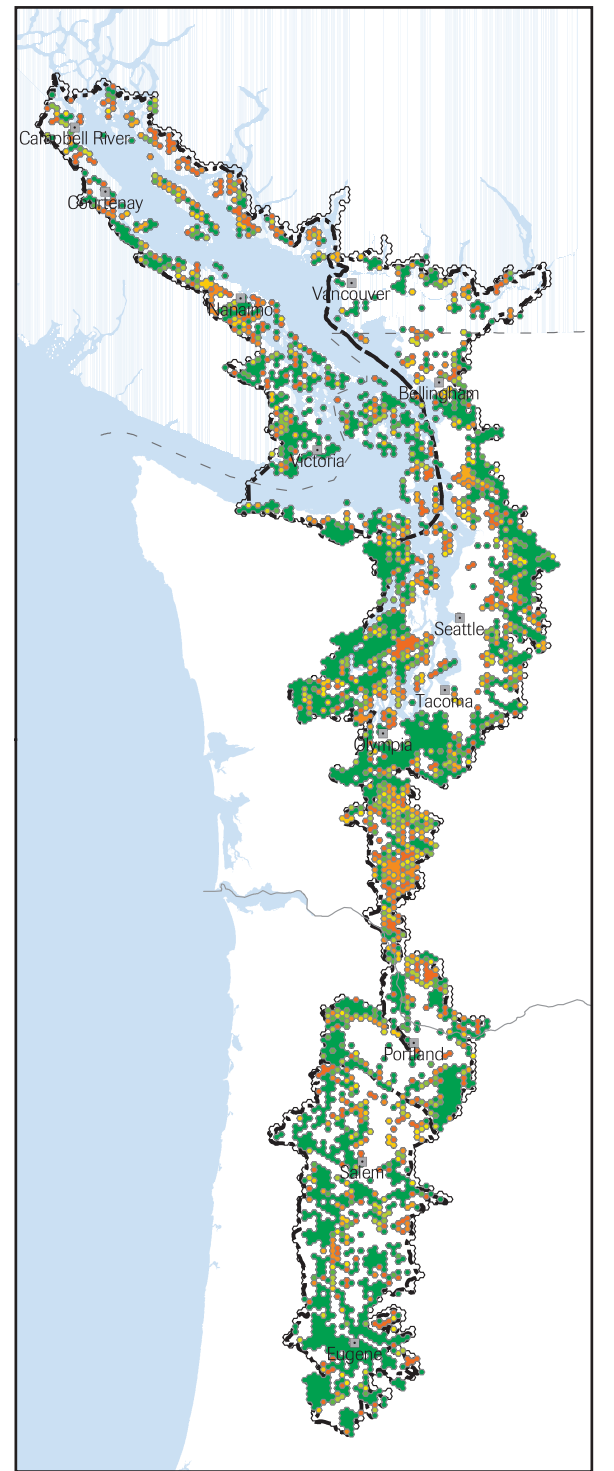 Campbell River
Courtenay
Vancouver
Nanaimo
Bellingham
Victoria
Seattle
Tacoma
Olympia
Portland
Salem
Eugene